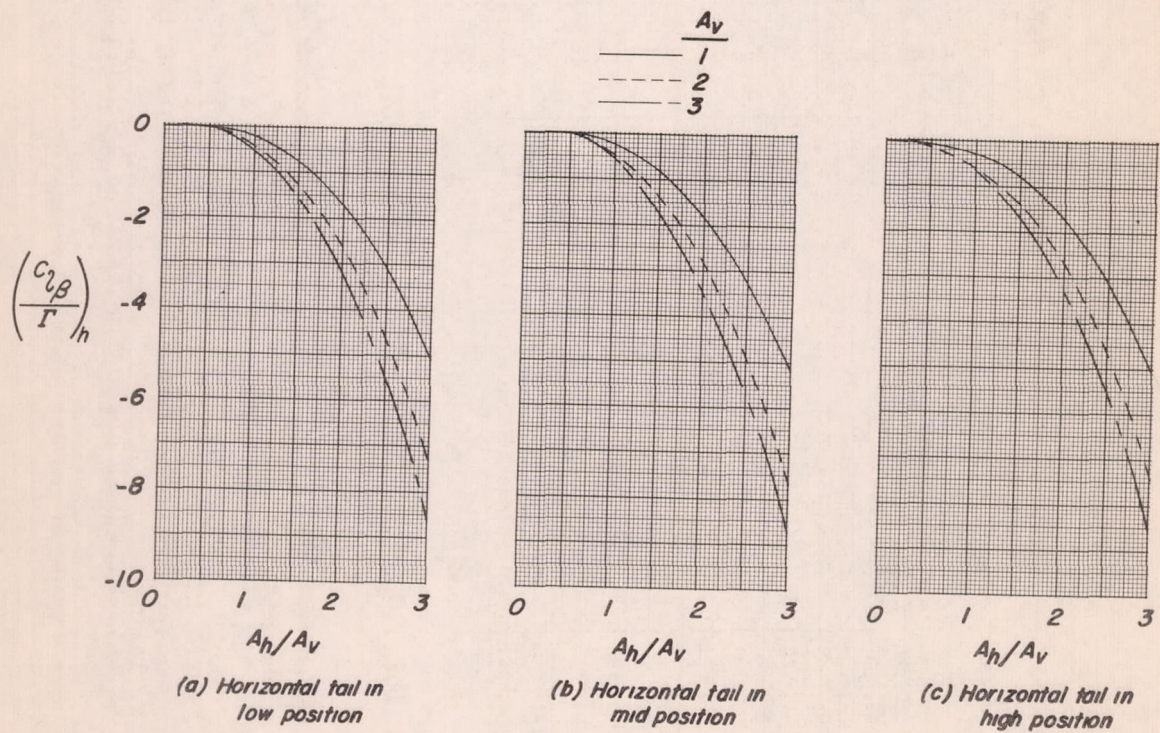 A_v
1
2
3
0
-2
-4
-6
-8
-10
(C_lβ/Γ)_h
0 1 2 3
0 1 2 3
0 1 2 3
A_h/A_v
A_h/A_v
A_h/A_v
(a) Horizontal tail in
low position
(b) Horizontal tail in
mid position
(c) Horizontal tail in
high position